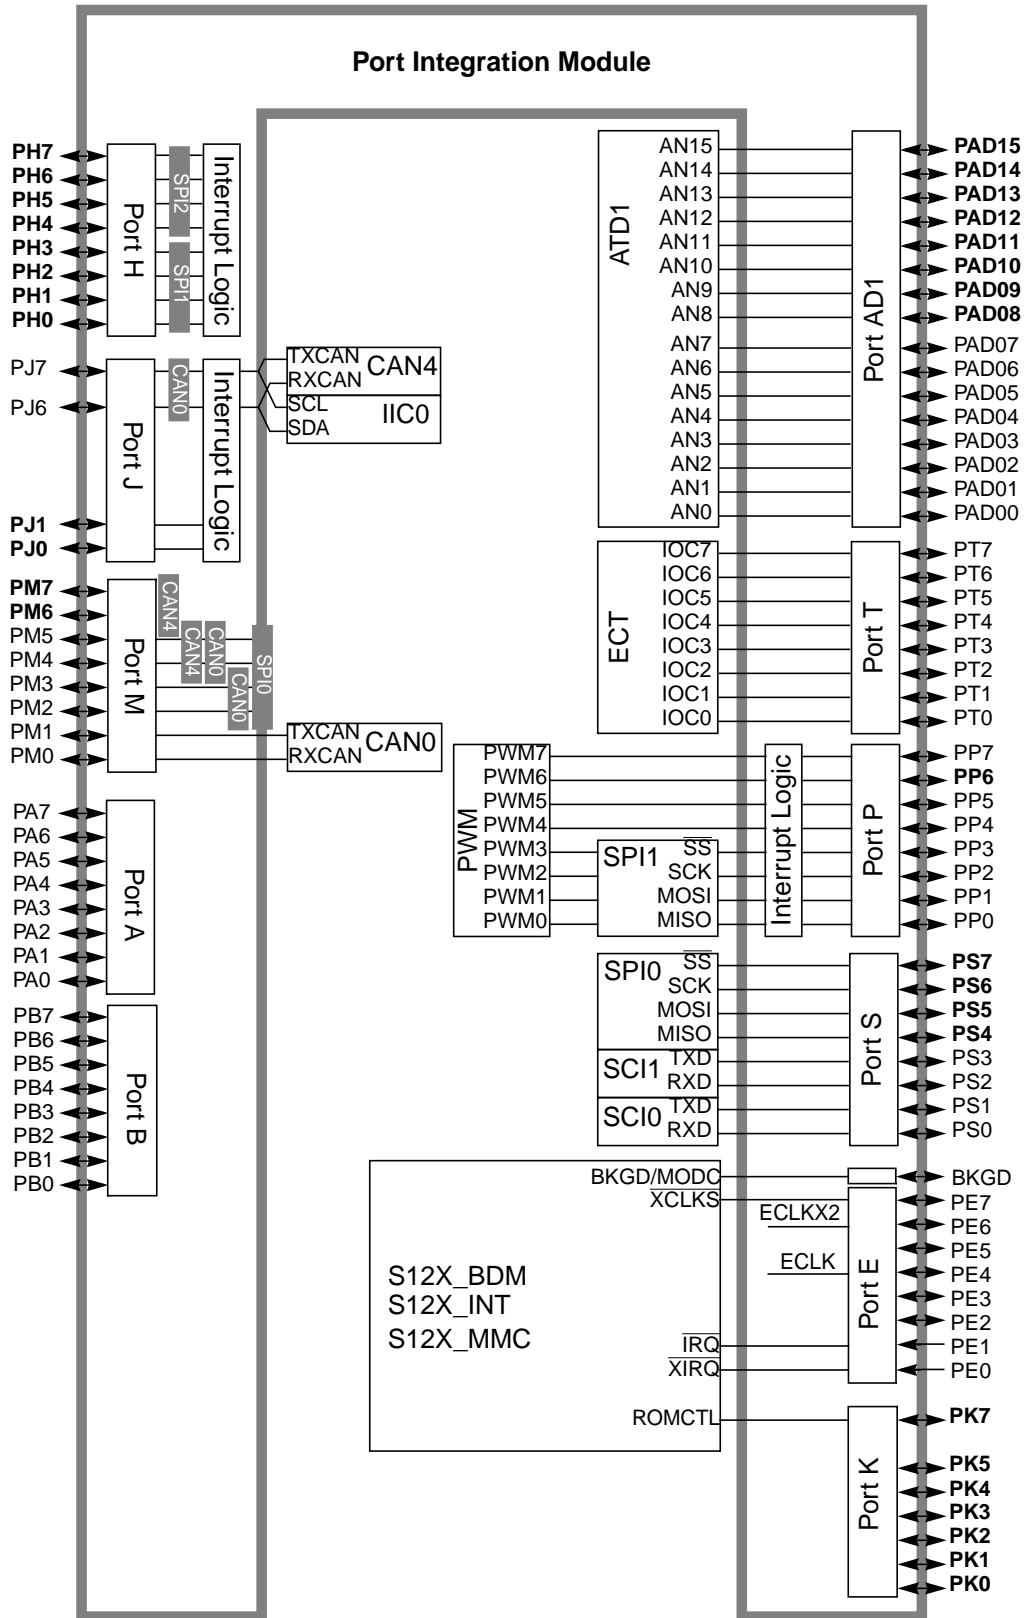 Port Integration Module
PH7
PH6
PH5
PH4
PH3
PH2
PH1
PH0
Port H
SPI2
SPI1
Interrupt Logic
PJ7
PJ6
PJ1
PJ0
Port J
CAN0
Interrupt Logic
TXCAN
RXCAN
CAN4
SCL
SDA
IIC0
PM7
PM6
PM5
PM4
PM3
PM2
PM1
PM0
Port M
CAN4
CAN4
CAN0
CAN0
SPI0
TXCAN
RXCAN
CAN0
PA7
PA6
PA5
PA4
PA3
PA2
PA1
PA0
Port A
PB7
PB6
PB5
PB4
PB3
PB2
PB1
PB0
Port B
ATD1
AN15
AN14
AN13
AN12
AN11
AN10
AN9
AN8
AN7
AN6
AN5
AN4
AN3
AN2
AN1
AN0
Port AD1
PAD15
PAD14
PAD13
PAD12
PAD11
PAD10
PAD09
PAD08
PAD07
PAD06
PAD05
PAD04
PAD03
PAD02
PAD01
PAD00
ECT
IOC7
IOC6
IOC5
IOC4
IOC3
IOC2
IOC1
IOC0
Port T
PT7
PT6
PT5
PT4
PT3
PT2
PT1
PT0
PWM
PWM7
PWM6
PWM5
PWM4
PWM3
PWM2
PWM1
PWM0
SPI1
SS
SCK
MOSI
MISO
Interrupt Logic
Port P
PP7
PP6
PP5
PP4
PP3
PP2
PP1
PP0
SPI0
SS
SCK
MOSI
MISO
SCI1
TXD
RXD
SCI0
TXD
RXD
Port S
PS7
PS6
PS5
PS4
PS3
PS2
PS1
PS0
S12X_BDM
S12X_INT
S12X_MMC
BKGD/MODC
XCLKS
ECLKX2
ECLK
IRQ
XIRQ
ROMCTL
BKGD
Port E
PE7
PE6
PE5
PE4
PE3
PE2
PE1
PE0
Port K
PK7
PK5
PK4
PK3
PK2
PK1
PK0